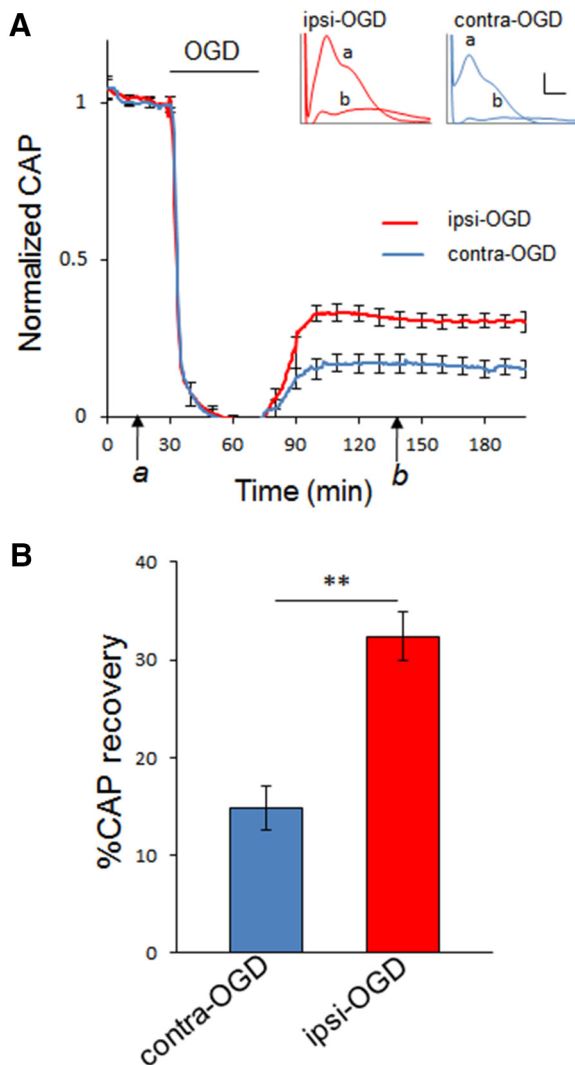 A
OGD
ipsi-OGD
contra-OGD
a
b
a
b
1
0.5
0
Normalized CAP
ipsi-OGD
contra-OGD
0 30 60 90 120 150 180
a
b
Time (min)
B
40
30
20
10
0
%CAP recovery
**
contra-OGD
ipsi-OGD